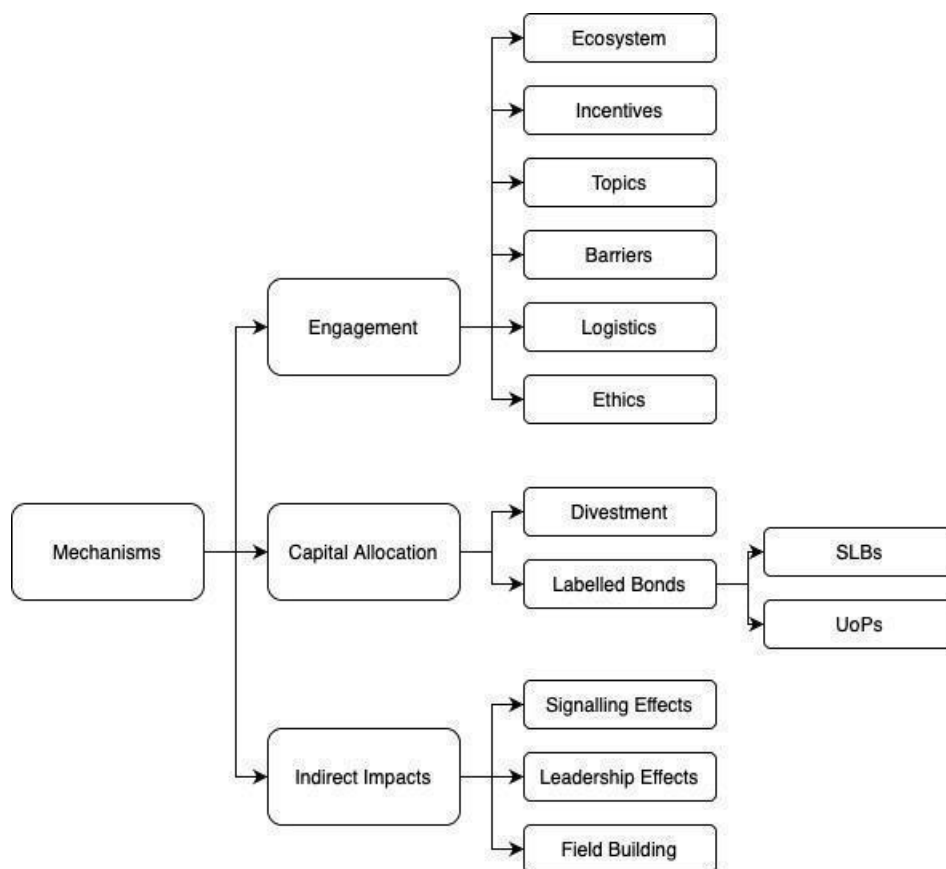 Ecosystem
Incentives
Topics
Barriers
Engagement
Logistics
Ethics
Divestment
Mechanisms
Capital Allocation
SLBs
Labelled Bonds
UoPs
Signalling Effects
Indirect Impacts
Leadership Effects
Field Building